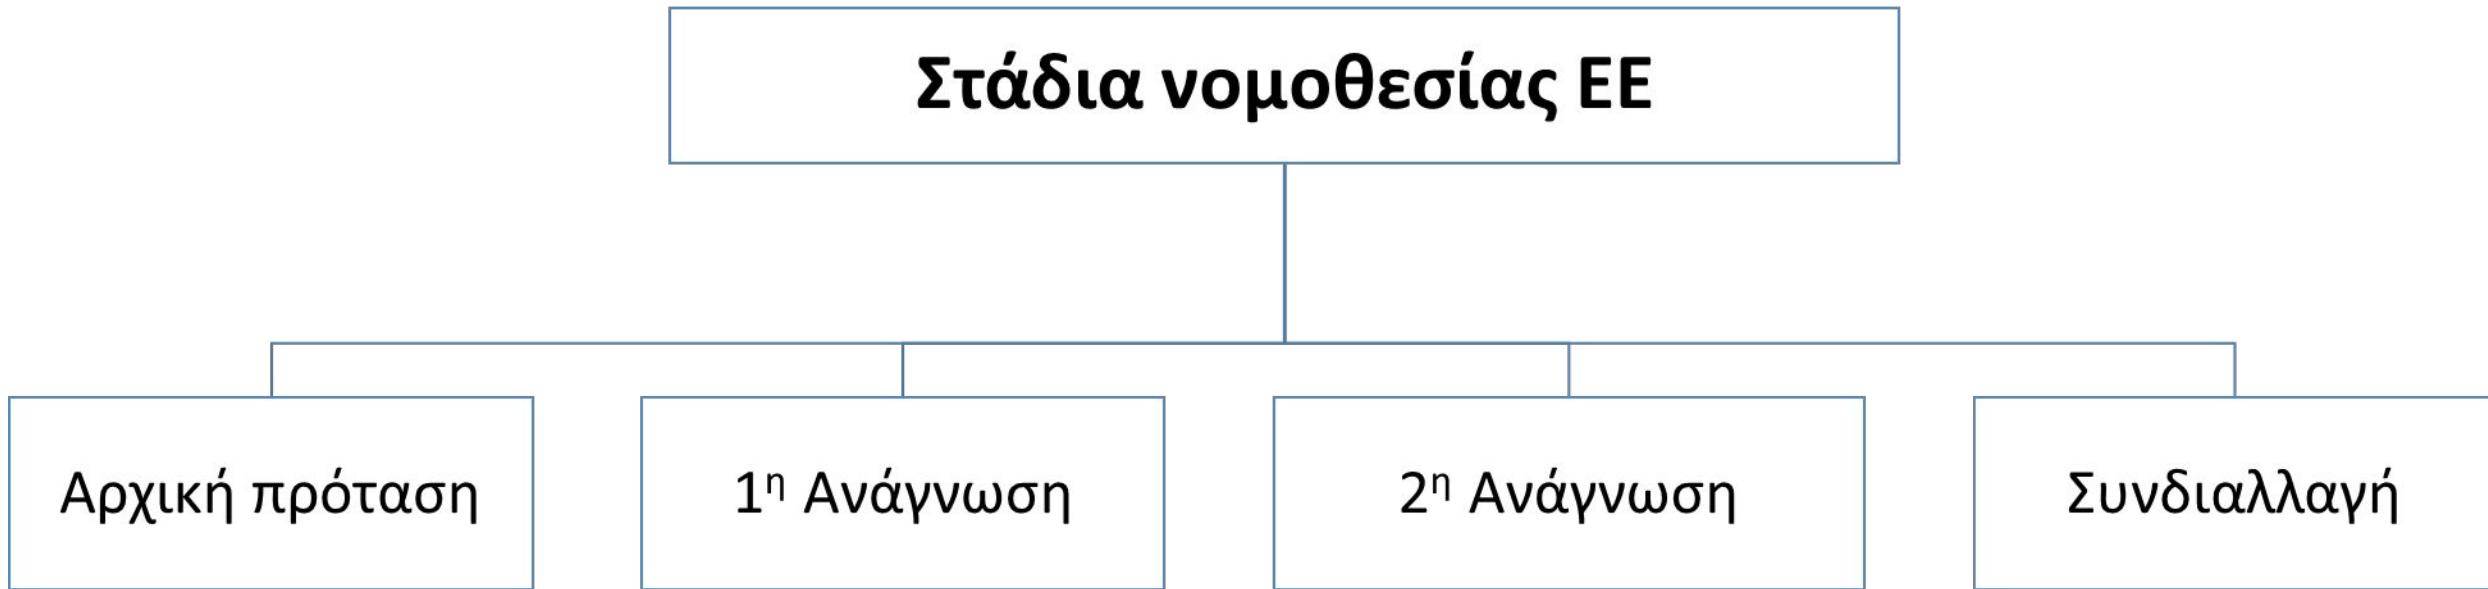 Στάδια νομοθεσίας ΕΕ
Αρχική πρόταση
1η Ανάγνωση
2η Ανάγνωση
Συνδιαλλαγή